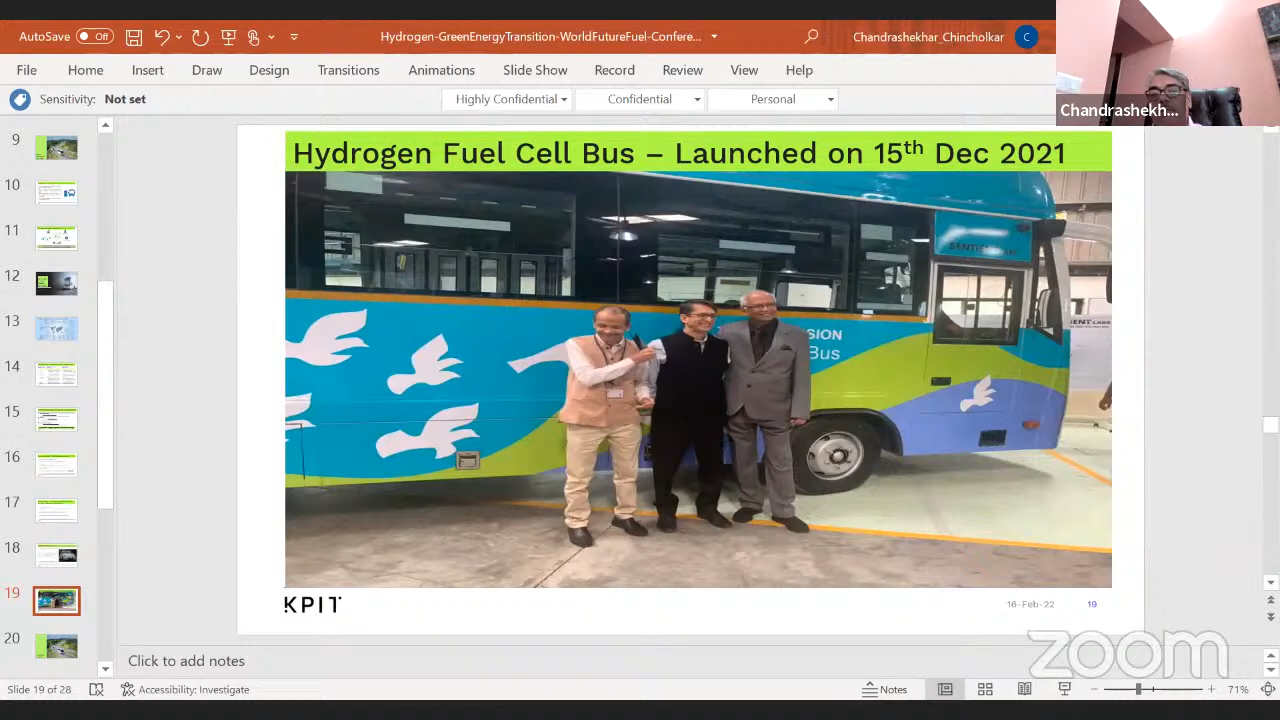 AutoSave Off Hydrogen-GreenEnergyTransition-WorldFutureFuel-Confere... Chandrashekhar_Chincholkar C
File Home Insert Draw Design Transitions Animations Slide Show Record Review View Help
Sensitivity: Not set Highly Confidential Confidential Personal
Chandrashekh...
9
10
11
12
13
14
15
16
17
18
19
20
Hydrogen Fuel Cell Bus – Launched on 15th Dec 2021
SION
Bus
KPIT
16-Feb-22 19
zoom
Click to add notes
Slide 19 of 28 Accessibility: Investigate Notes 71%